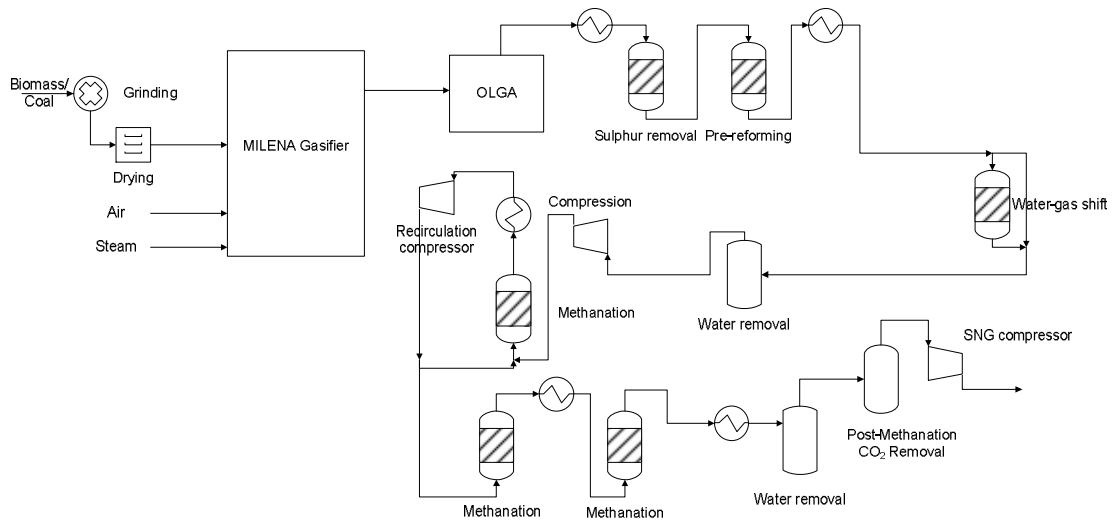 Biomass/
Coal
Grinding
Drying
Air
Steam
MILENA Gasifier
OLGA
Sulphur removal
Pre-reforming
Water-gas shift
Recirculation
compressor
Compression
Methanation
Water removal
SNG compressor
Post-Methanation
CO₂ Removal
Water removal
Methanation
Methanation